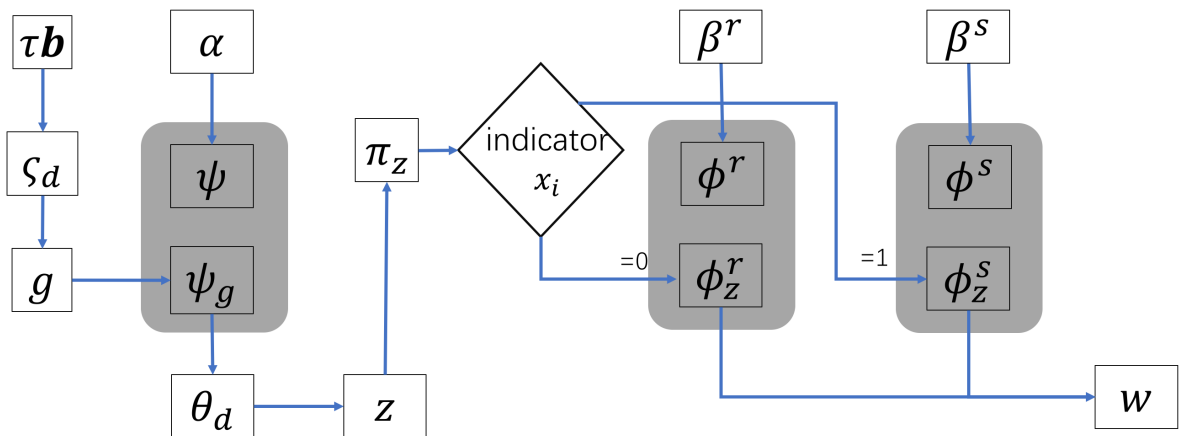 τb
α
β^r
β^s
ς_d
ψ
π_z
indicator
x_i
ϕ^r
ϕ^s
g
ψ_g
=0
ϕ_z^r
=1
ϕ_z^s
θ_d
z
w